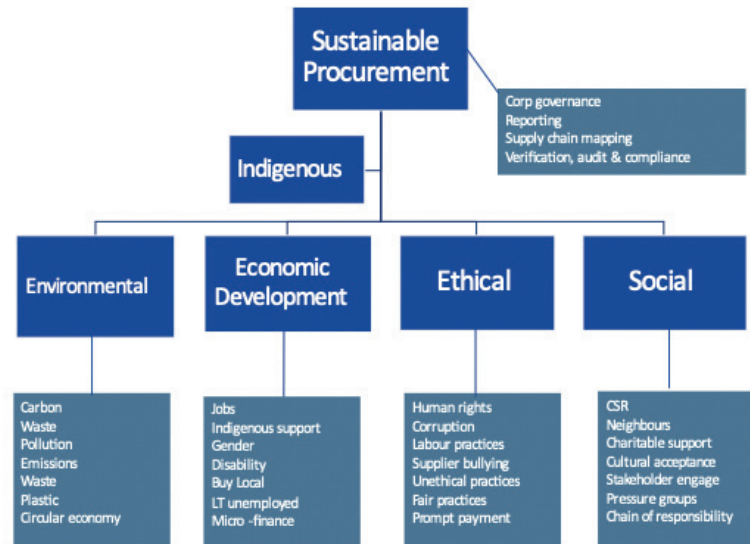 Sustainable
Procurement
Corp governance
Reporting
Supply chain mapping
Verification, audit & compliance
Indigenous
Environmental
Economic
Development
Ethical
Social
Carbon
Waste
Pollution
Emissions
Waste
Plastic
Circular economy
Jobs
Indigenous support
Gender
Disability
Buy Local
LT unemployed
Micro -finance
Human rights
Corruption
Labour practices
Supplier bullying
Unethical practices
Fair practices
Prompt payment
CSR
Neighbours
Charitable support
Cultural acceptance
Stakeholder engage
Pressure groups
Chain of responsibility